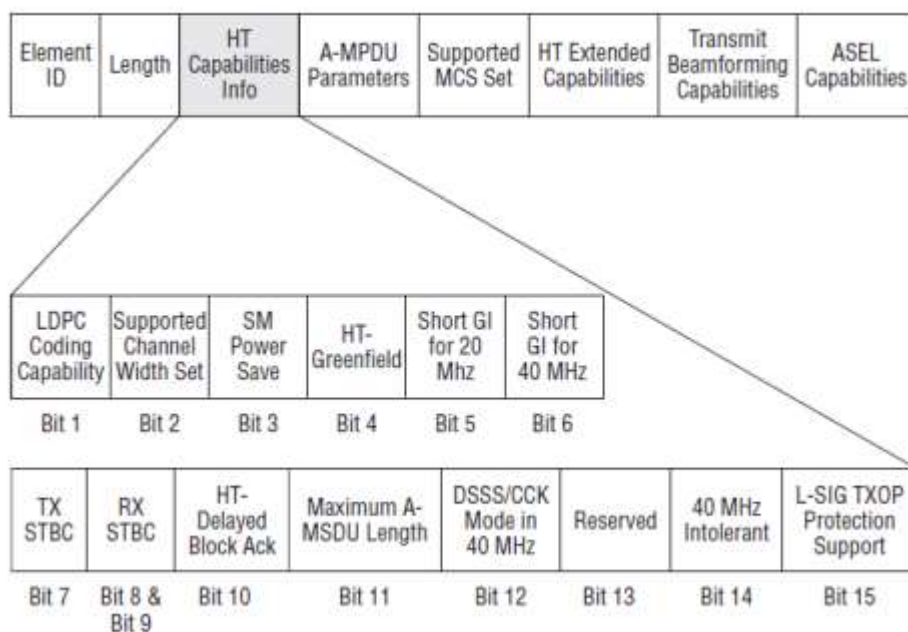 Element
ID
Length
HT
Capabilities
Info
A-MPDU
Parameters
Supported
MCS Set
HT Extended
Capabilities
Transmit
Beamforming
Capabilities
ASEL
Capabilities
LDPC
Coding
Capability
Supported
Channel
Width Set
SM
Power
Save
HT-
Greenfield
Short GI
for 20
Mhz
Short
GI for
40 MHz
Bit 1
Bit 2
Bit 3
Bit 4
Bit 5
Bit 6
TX
STBC
RX
STBC
HT-
Delayed
Block Ack
Maximum A-
MSDU Length
DSSS/CCK
Mode in
40 MHz
Reserved
40 MHz
Intolerant
L-SIG TXOP
Protection
Support
Bit 7
Bit 8 &
Bit 9
Bit 10
Bit 11
Bit 12
Bit 13
Bit 14
Bit 15